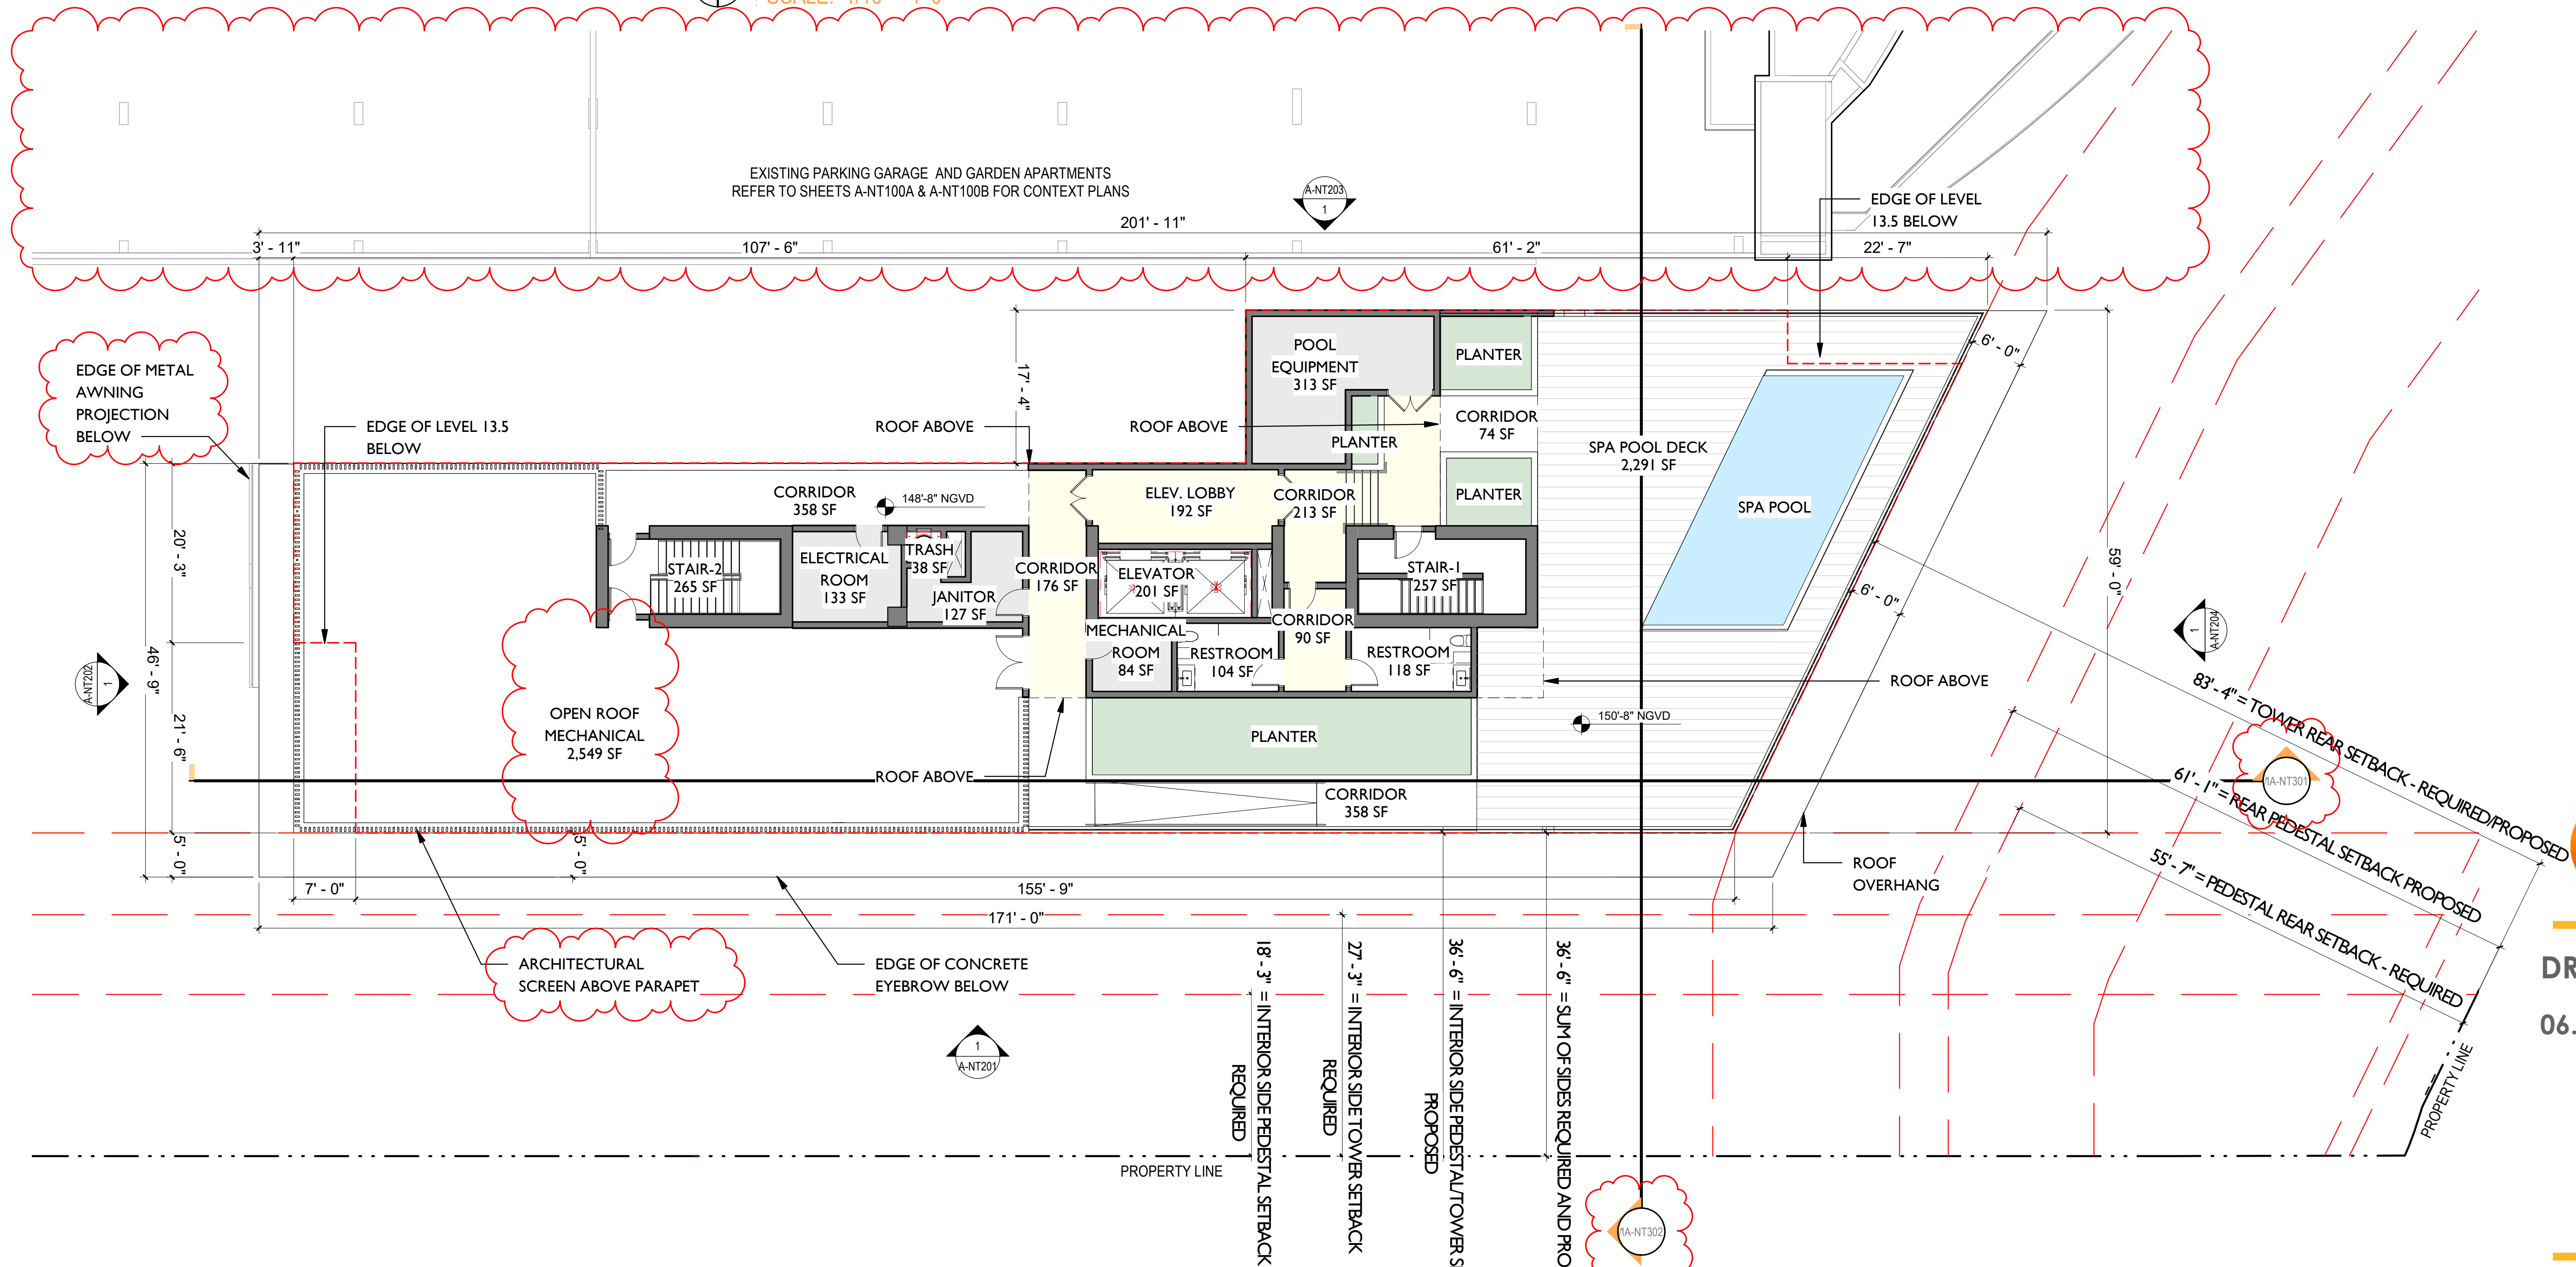 EXISTING PARKING GARAGE AND GARDEN APARTMENTS
REFER TO SHEETS A-NT100A & A-NT100B FOR CONTEXT PLANS
A-NT203
1
EDGE OF LEVEL
13.5 BELOW
201' - 11"
3' - 11"
107' - 6"
61' - 2"
22' - 7"
EDGE OF METAL
AWNING
PROJECTION
BELOW
EDGE OF LEVEL 13.5
BELOW
17' - 4"
ROOF ABOVE
ROOF ABOVE
POOL
EQUIPMENT
313 SF
PLANTER
PLANTER
CORRIDOR
74 SF
PLANTER
SPA POOL DECK
2,291 SF
SPA POOL
6' - 0"
6' - 0"
59' - 0"
CORRIDOR
358 SF
148'-8" NGVD
ELEV. LOBBY
192 SF
CORRIDOR
213 SF
STAIR-2
265 SF
ELECTRICAL
ROOM
133 SF
TRASH
38 SF
JANITOR
127 SF
CORRIDOR
176 SF
ELEVATOR
201 SF
STAIR-1
257 SF
MECHANICAL
ROOM
84 SF
RESTROOM
104 SF
CORRIDOR
90 SF
RESTROOM
118 SF
20' - 3"
46' - 9"
21' - 6"
5' - 0"
A-NT202
1
1
A-NT204
OPEN ROOF
MECHANICAL
2,549 SF
ROOF ABOVE
ROOF ABOVE
150'-8" NGVD
PLANTER
CORRIDOR
358 SF
83' - 4" = TOWER REAR SETBACK - REQUIRED/PROPOSED
61' - 1" = REAR PEDESTAL SETBACK PROPOSED
55' - 7" = PEDESTAL REAR SETBACK - REQUIRED
5' - 0"
7' - 0"
155' - 9"
171' - 0"
ROOF
OVERHANG
ARCHITECTURAL
SCREEN ABOVE PARAPET
EDGE OF CONCRETE
EYEBROW BELOW
1
A-NT201
18' - 3" = INTERIOR SIDE PEDESTAL SETBACK
REQUIRED
27' - 3" = INTERIOR SIDE TOWER SETBACK
REQUIRED
36' - 6" = INTERIOR SIDE PEDESTAL/TOWER S
PROPOSED
36' - 6" = SUM OF SIDES REQUIRED AND PRO
PROPERTY LINE
PROPERTY LINE
A-NT301
A-NT302
DR
06.